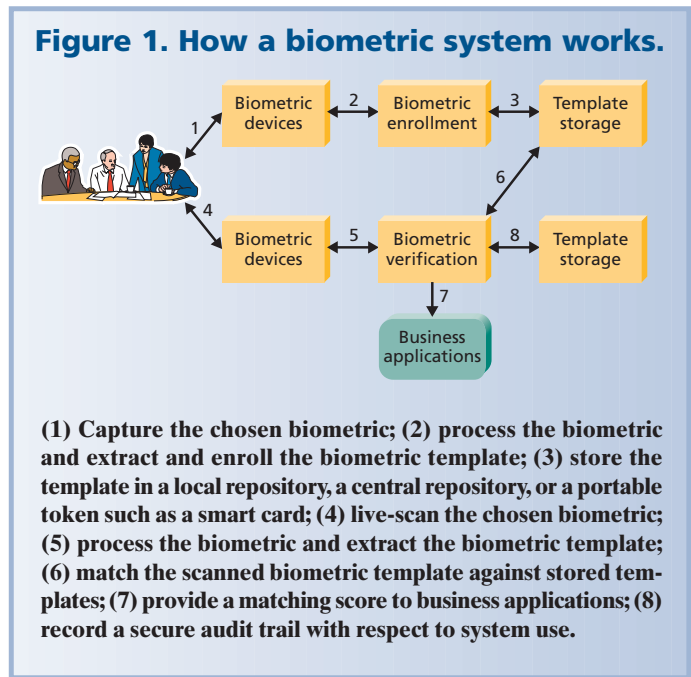 Figure 1. How a biometric system works.
1
Biometric
devices
2
Biometric
enrollment
3
Template
storage
6
4
Biometric
devices
5
Biometric
verification
8
Template
storage
7
Business
applications
(1) Capture the chosen biometric; (2) process the biometric
and extract and enroll the biometric template; (3) store the
template in a local repository, a central repository, or a portable
token such as a smart card; (4) live-scan the chosen biometric;
(5) process the biometric and extract the biometric template;
(6) match the scanned biometric template against stored tem-
plates; (7) provide a matching score to business applications; (8)
record a secure audit trail with respect to system use.